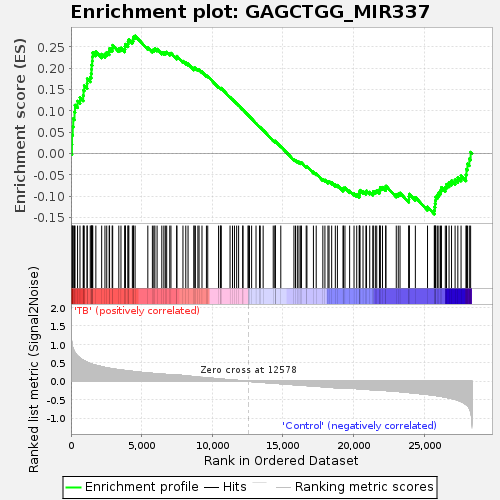 Enrichment plot: GAGCTGG_MIR337
Enrichment score (ES)
0.25
0.20
0.15
0.10
0.05
0.00
-0.05
-0.10
-0.15
'TB' (positively correlated)
Ranked list metric (Signal2Noise)
2.0
1.5
1.0
0.5
0.0
-0.5
-1.0
Zero cross at 12578
'Control' (negatively correlated)
0
5,000
10,000
15,000
20,000
25,000
Rank in Ordered Dataset
Enrichment profile
Hits
Ranking metric scores